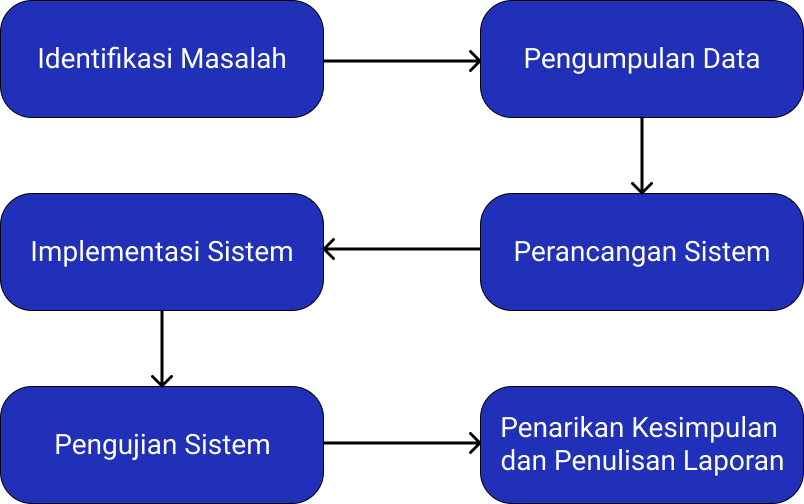 Identifikasi Masalah
Pengumpulan Data
Perancangan Sistem
Implementasi Sistem
Pengujian Sistem
Penarikan Kesimpulan
dan Penulisan Laporan